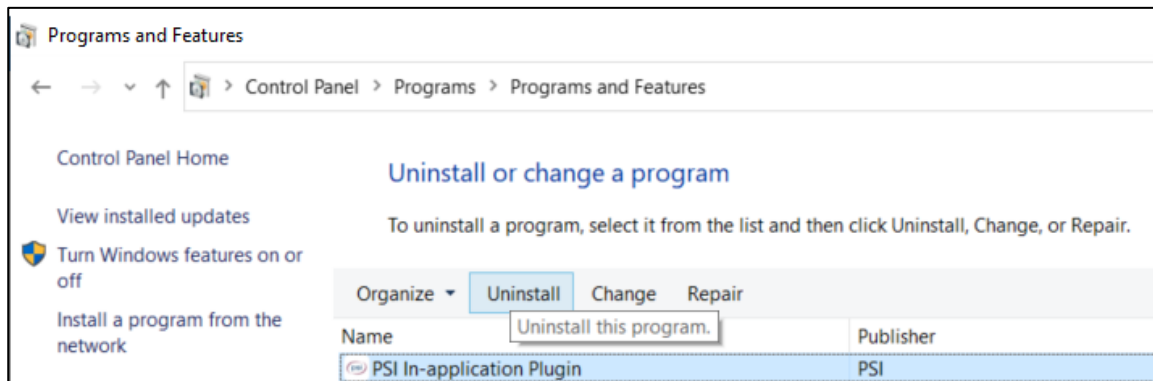 Programs and Features
Control Panel > Programs > Programs and Features
Control Panel Home
View installed updates
Turn Windows features on or
off
Install a program from the
network
Uninstall or change a program
To uninstall a program, select it from the list and then click Uninstall, Change, or Repair.
Organize Uninstall Change Repair
Uninstall this program.
Name Publisher
PSI In-application Plugin PSI